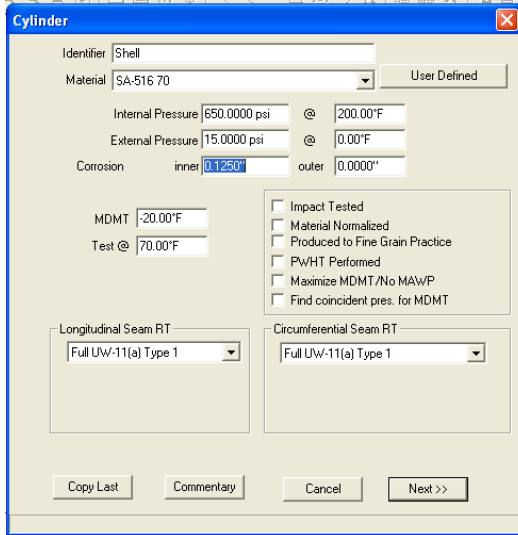 Cylinder
Identifier Shell
Material SA-516 70 User Defined
Internal Pressure 650.0000 psi @ 200.00°F
External Pressure 15.0000 psi @ 0.00°F
Corrosion inner 0.1250" outer 0.0000"
MDMT -20.00°F
Test @ 70.00°F
Impact Tested
Material Normalized
Produced to Fine Grain Practice
PWHT Performed
Maximize MDMT/No MAWP
Find coincident pres. for MDMT
Longitudinal Seam RT
Full UW-11(a) Type 1
Circumferential Seam RT
Full UW-11(a) Type 1
Copy Last Commentary Cancel Next >>